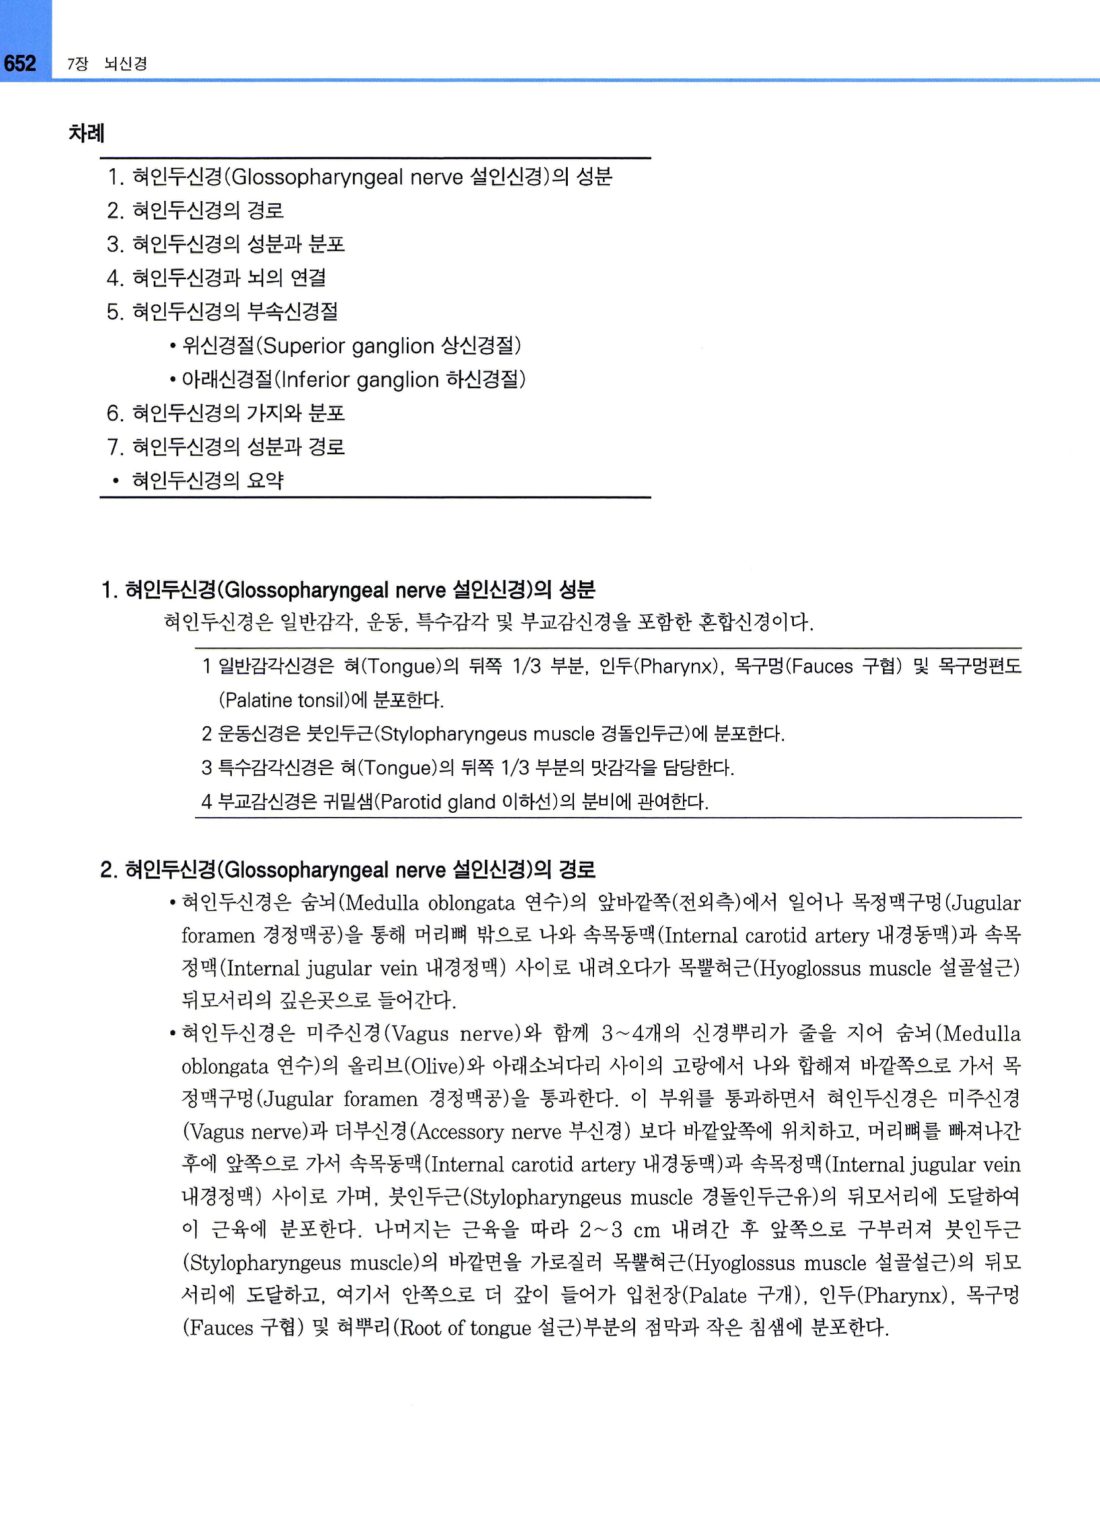 652
7장 뇌신경
차례
1. 혀인두신경(Glossopharyngeal nerve 설인신경)의 성분
2. 혀인두신경의 경로
3. 혀인두신경의 성분과 분포
4. 혀인두신경과 뇌의 연결
5. 혀인두신경의 부속신경절
• 위신경절(Superior ganglion 상신경절)
• 아래신경절(Inferior ganglion 하신경절)
6. 혀인두신경의 가지와 분포
7. 혀인두신경의 성분과 경로
• 혀인두신경의 요약
1. 혀인두신경(Glossopharyngeal nerve 설인신경)의 성분
혀인두신경은 일반감각, 운동, 특수감각 및 부교감신경을 포함한 혼합신경이다.
1 일반감각신경은 혀(Tongue)의 뒤쪽 1/3 부분, 인두(Pharynx), 목구멍(Fauces 구협) 및 목구멍편도
(Palatine tonsil)에 분포한다.
2 운동신경은 붓인두근(Stylopharyngeus muscle 경돌인두근)에 분포한다.
3 특수감각신경은 혀(Tongue)의 뒤쪽 1/3 부분의 맛감각을 담당한다.
4 부교감신경은 귀밑샘(Parotid gland 이하선)의 분비에 관여한다.
2. 혀인두신경(Glossopharyngeal nerve 설인신경)의 경로
• 혀인두신경은 숨뇌(Medulla oblongata 연수)의 앞바깥쪽(전외측)에서 일어나 목정맥구멍(Jugular
foramen 경정맥공)을 통해 머리뼈 밖으로 나와 속목동맥(Internal carotid artery 내경동맥)과 속목
정맥(Internal jugular vein 내경정맥) 사이로 내려오다가 목뿔혀근(Hyoglossus muscle 설골설근)
뒤모서리의 깊은곳으로 들어간다.
• 혀인두신경은 미주신경(Vagus nerve)와 함께 3~4개의 신경뿌리가 줄을 지어 숨뇌(Medulla
oblongata 연수)의 올리브(Olive)와 아래소뇌다리 사이의 고랑에서 나와 합해져 바깥쪽으로 가서 목
정맥구멍(Jugular foramen 경정맥공)을 통과한다. 이 부위를 통과하면서 혀인두신경은 미주신경
(Vagus nerve)과 더부신경(Accessory nerve 부신경) 보다 바깥앞쪽에 위치하고, 머리뼈를 빠져나간
후에 앞쪽으로 가서 속목동맥(Internal carotid artery 내경동맥)과 속목정맥(Internal jugular vein
내경정맥) 사이로 가며, 붓인두근(Stylopharyngeus muscle 경돌인두근유)의 뒤모서리에 도달하여
이 근육에 분포한다. 나머지는 근육을 따라 2~3 cm 내려간 후 앞쪽으로 구부러져 붓인두근
(Stylopharyngeus muscle)의 바깥면을 가로질러 목뿔혀근(Hyoglossus muscle 설골설근)의 뒤모
서리에 도달하고, 여기서 안쪽으로 더 깊이 들어가 입천장(Palate 구개), 인두(Pharynx), 목구멍
(Fauces 구협) 및 혀뿌리(Root of tongue 설근)부분의 점막과 작은 침샘에 분포한다.